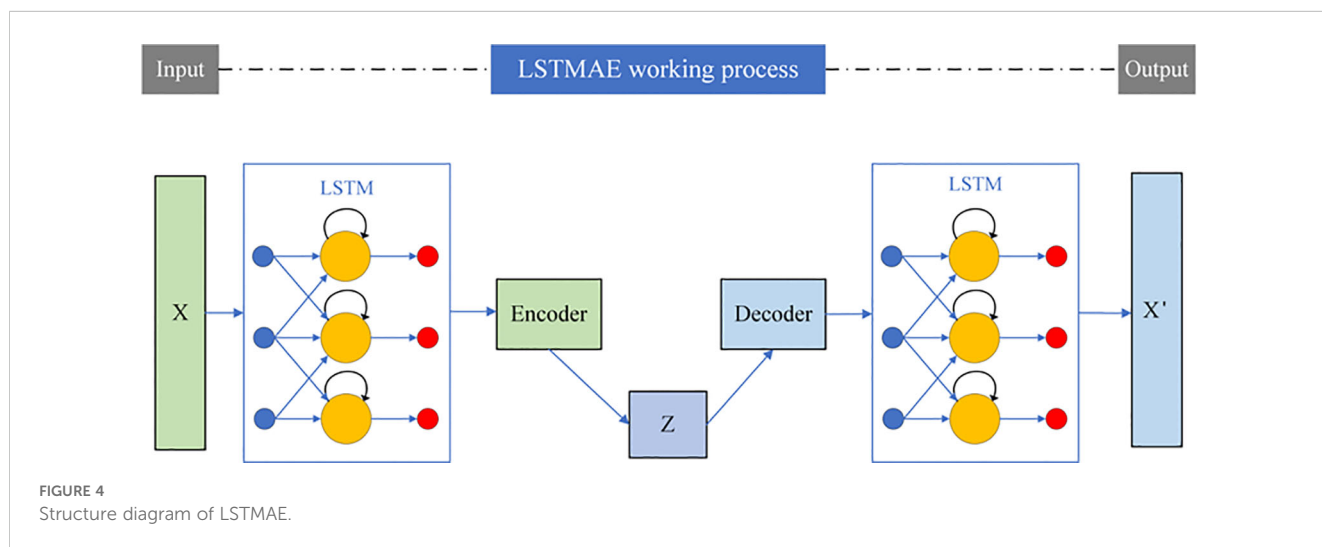 Input
LSTMAE working process
Output
LSTM
LSTM
X
Encoder
Decoder
X'
Z
FIGURE 4
Structure diagram of LSTMAE.